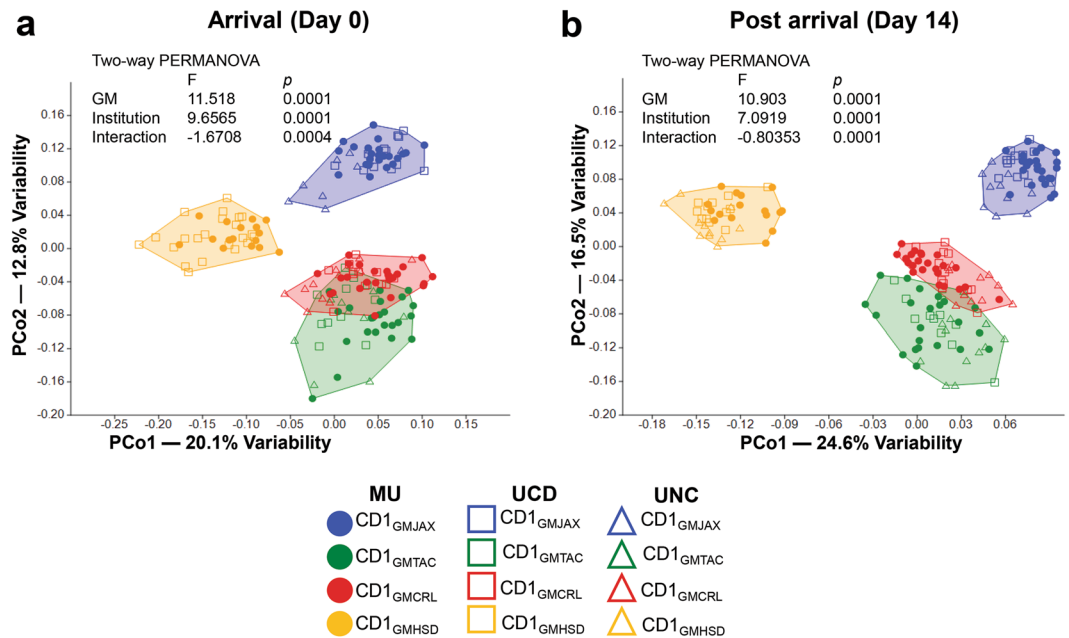 a Arrival (Day 0)
Two-way PERMANOVA
F p
GM 11.518 0.0001
Institution 9.6565 0.0001
Interaction -1.6708 0.0004
PCo2 — 12.8% Variability
0.16
0.12
0.08
0.04
0.00
-0.04
-0.08
-0.12
-0.16
-0.20
-0.25 -0.20 -0.15 -0.10 -0.05 0.00 0.05 0.10 0.15
PCo1 — 20.1% Variability
b Post arrival (Day 14)
Two-way PERMANOVA
F p
GM 10.903 0.0001
Institution 7.0919 0.0001
Interaction -0.80353 0.0001
PCo2 — 16.5% Variability
0.16
0.12
0.08
0.04
0.00
-0.04
-0.08
-0.12
-0.16
-0.20
-0.18 -0.15 -0.12 -0.09 -0.06 -0.03 0.00 0.03 0.06
PCo1 — 24.6% Variability
MU UCD UNC
CD1GMJAX CD1GMJAX CD1GMJAX
CD1GMTAC CD1GMTAC CD1GMTAC
CD1GMCRL CD1GMCRL CD1GMCRL
CD1GMHSD CD1GMHSD CD1GMHSD